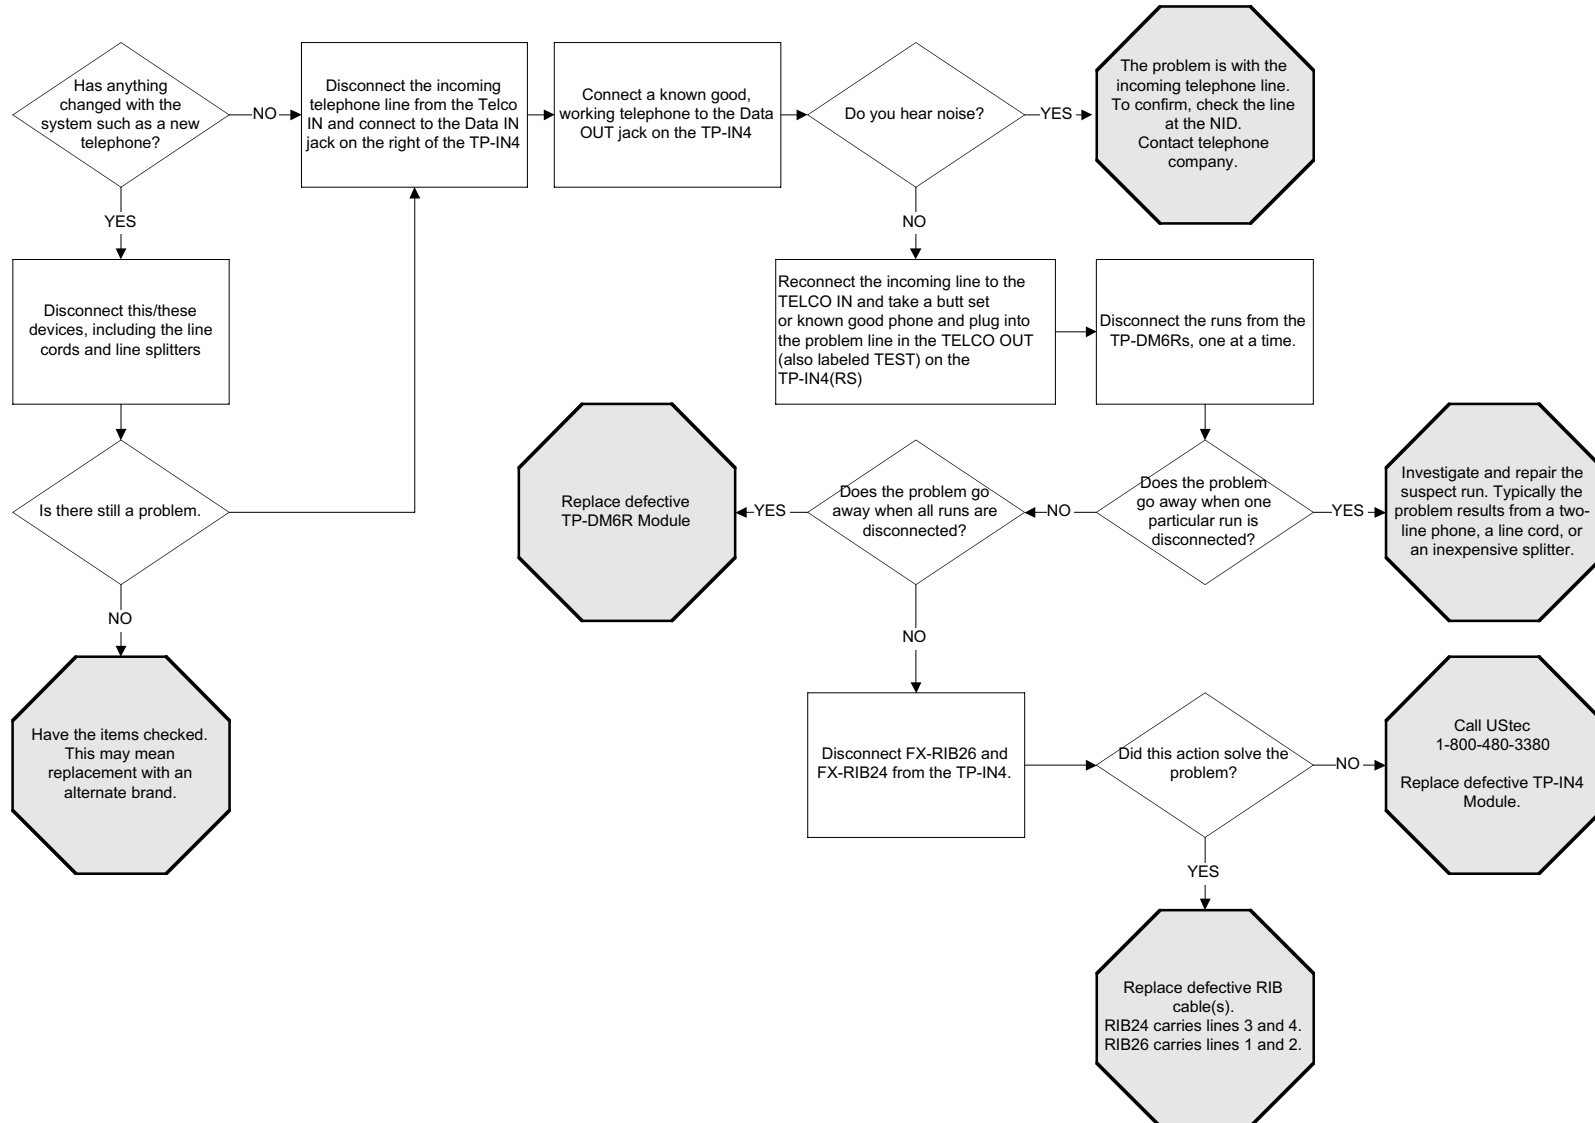 Has anything
changed with the
system such as a new
telephone?
NO
Disconnect the incoming
telephone line from the Telco
IN and connect to the Data IN
jack on the right of the TP-IN4
Connect a known good,
working telephone to the Data
OUT jack on the TP-IN4
Do you hear noise?
YES
The problem is with the
incoming telephone line.
To confirm, check the line
at the NID.
Contact telephone
company.
YES
NO
Disconnect this/these
devices, including the line
cords and line splitters
Reconnect the incoming line to the
TELCO IN and take a butt set
or known good phone and plug into
the problem line in the TELCO OUT
(also labeled TEST) on the
TP-IN4(RS)
Disconnect the runs from the
TP-DM6Rs, one at a time.
Is there still a problem.
Replace defective
TP-DM6R Module
YES
Does the problem go
away when all runs are
disconnected?
NO
Does the problem
go away when one
particular run is
disconnected?
YES
Investigate and repair the
suspect run. Typically the
problem results from a two-
line phone, a line cord, or
an inexpensive splitter.
NO
NO
Have the items checked.
This may mean
replacement with an
alternate brand.
Disconnect FX-RIB26 and
FX-RIB24 from the TP-IN4.
Did this action solve the
problem?
NO
Call UStec
1-800-480-3380
Replace defective TP-IN4
Module.
YES
Replace defective RIB
cable(s).
RIB24 carries lines 3 and 4.
RIB26 carries lines 1 and 2.